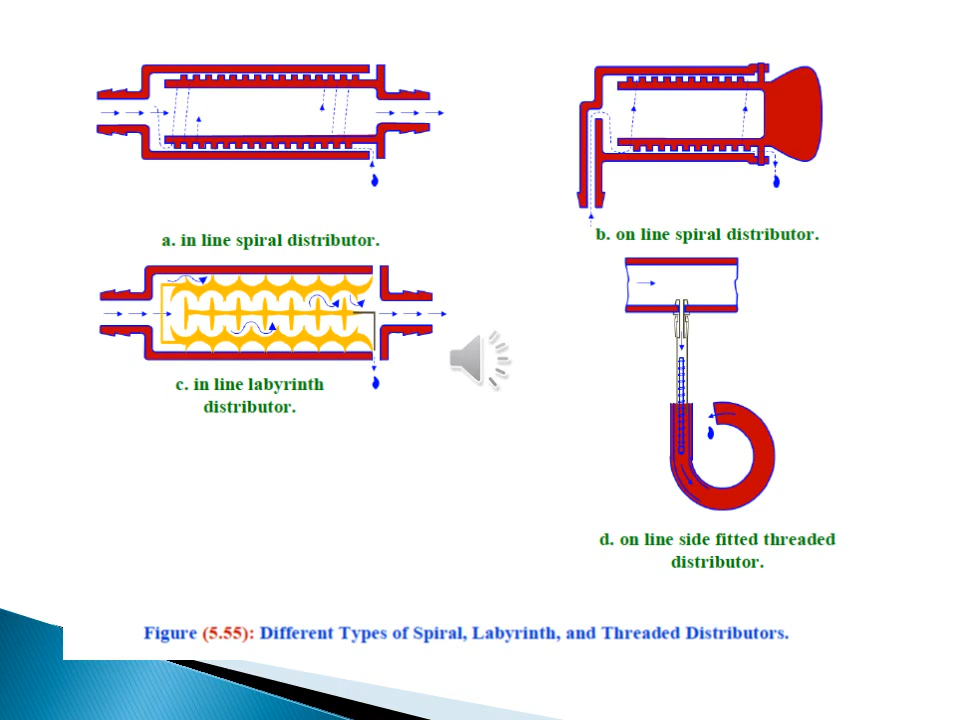 a. in line spiral distributor.
b. on line spiral distributor.
c. in line labyrinth
distributor.
d. on line side fitted threaded
distributor.
Figure (5.55): Different Types of Spiral, Labyrinth, and Threaded Distributors.